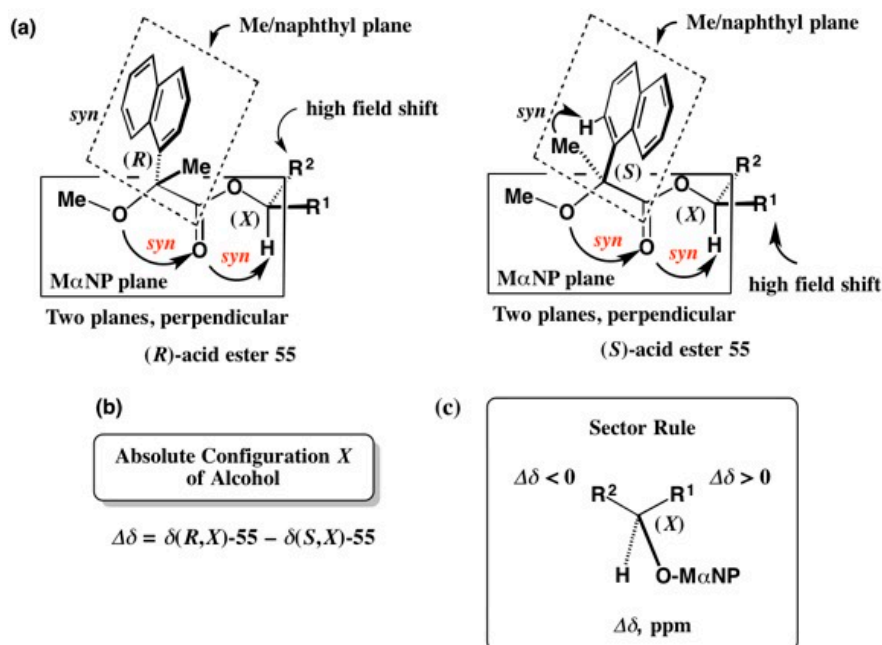 (a)
Me/naphthyl plane
syn
high field shift
(R)
Me
R²
O
Me
O
(X)
R¹
syn
O
syn
H
MαNP plane
Two planes, perpendicular
(R)-acid ester 55
Me/naphthyl plane
syn
H
Me
(S)
R²
O
Me
O
(X)
R¹
syn
O
syn
H
MαNP plane
high field shift
Two planes, perpendicular
(S)-acid ester 55
(b)
Absolute Configuration X
of Alcohol
Δδ = δ(R,X)-55 – δ(S,X)-55
(c)
Sector Rule
Δδ < 0
Δδ > 0
R² R¹
(X)
H O-MαNP
Δδ, ppm